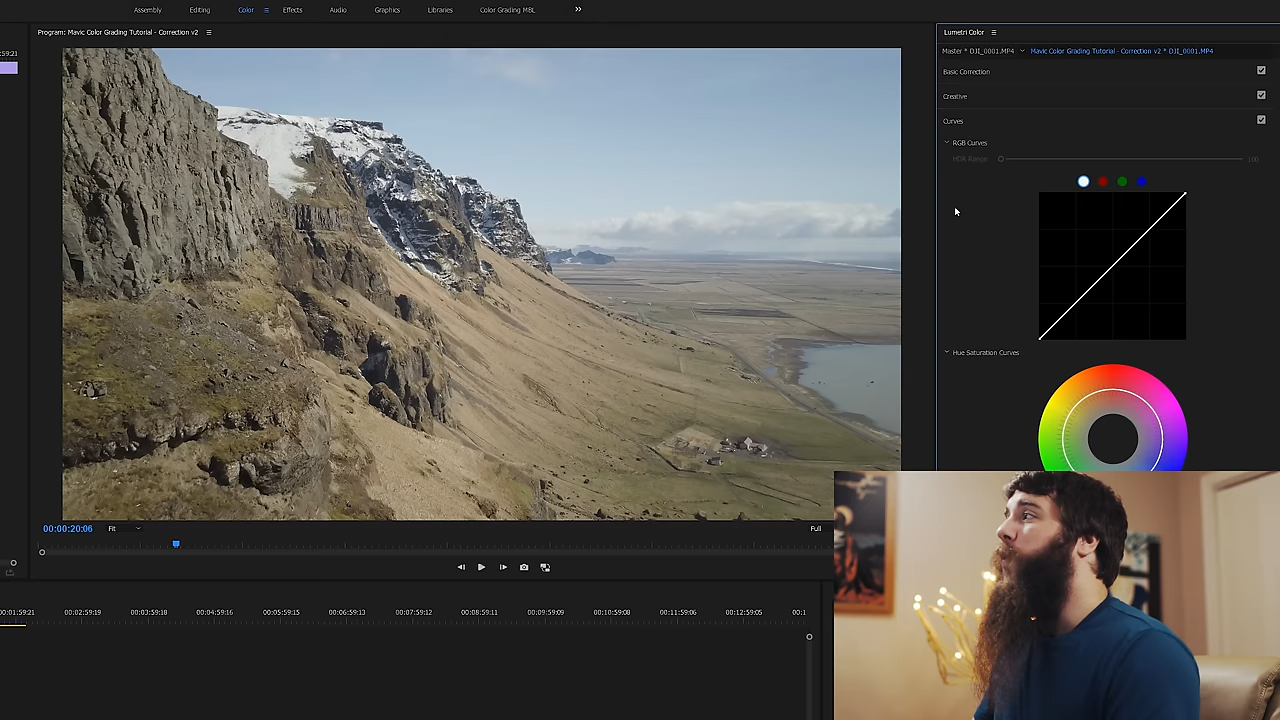 Assembly Editing Color Effects Audio Graphics Libraries Color Grading MBL
Program: Mavic Color Grading Tutorial - Correction v2
:59:21
Lumetri Color
Master * DJI_0001.MP4 Mavic Color Grading Tutorial - Correction v2 * DJI_0001.MP4
Basic Correction
Creative
Curves
RGB Curves
HDR Range 100
Hue Saturation Curves
00:00:20:06 Fit Full
00:01:59:21 00:02:59:19 00:03:59:18 00:04:59:16 00:05:59:15 00:06:59:13 00:07:59:12 00:08:59:11 00:09:59:09 00:10:59:08 00:11:59:06 00:12:59:05 00:1